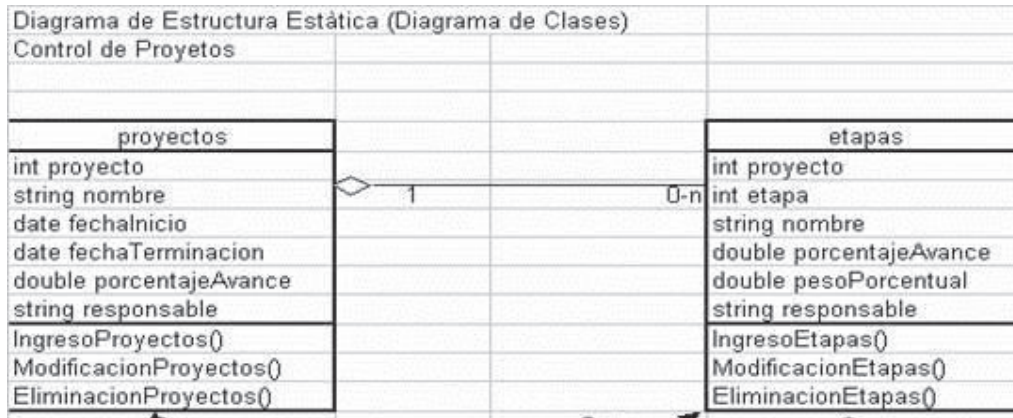 Diagrama de Estructura Estàtica (Diagrama de Clases)
Control de Proyetos
proyectos
int proyecto
string nombre
date fechaInicio
date fechaTerminacion
double porcentajeAvance
string responsable
IngresoProyectos()
ModificacionProyectos()
EliminacionProyectos()
1
0-n
etapas
int proyecto
int etapa
string nombre
double porcentajeAvance
double pesoPorcentual
string responsable
IngresoEtapas()
ModificacionEtapas()
EliminacionEtapas()